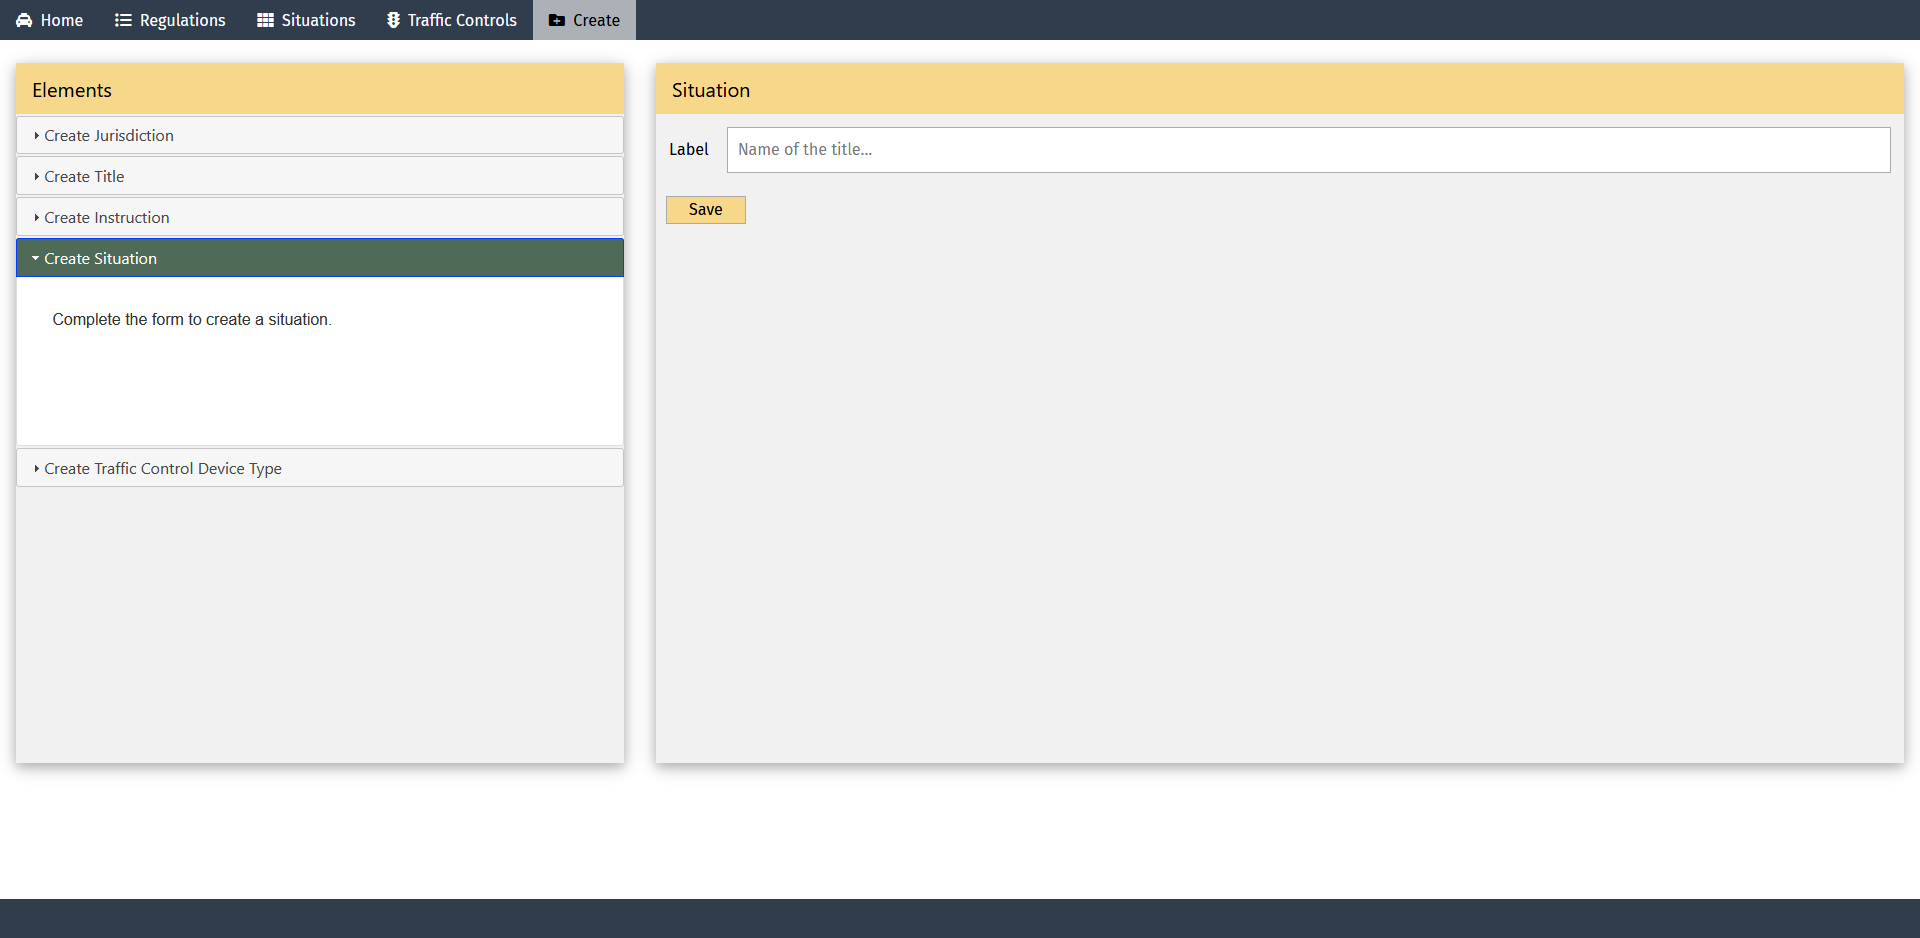 Home Regulations Situations Traffic Controls Create
Elements
Create Jurisdiction
Create Title
Create Instruction
Create Situation
Complete the form to create a situation.
Create Traffic Control Device Type
Situation
Label Name of the title...
Save